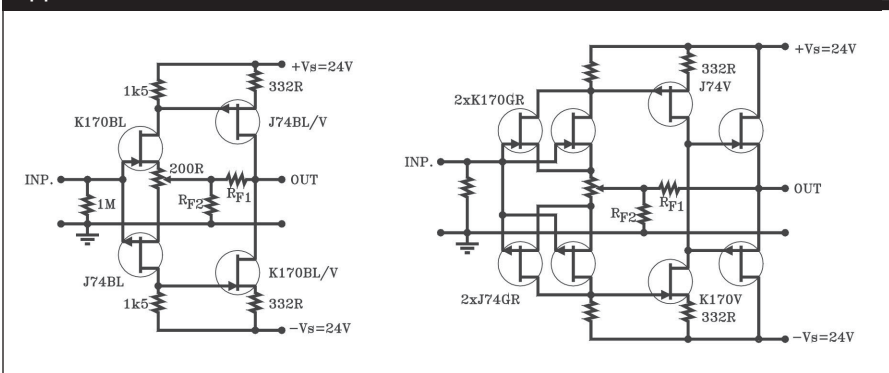 +Vs=24V
1k5
332R
K170BL
J74BL/V
200R
INP.
OUT
RF1
RF2
1M
J74BL
K170BL/V
1k5
332R
-Vs=24V
+Vs=24V
332R
J74V
2xK170GR
INP.
OUT
RF1
RF2
2xJ74GR
K170V
332R
-Vs=24V